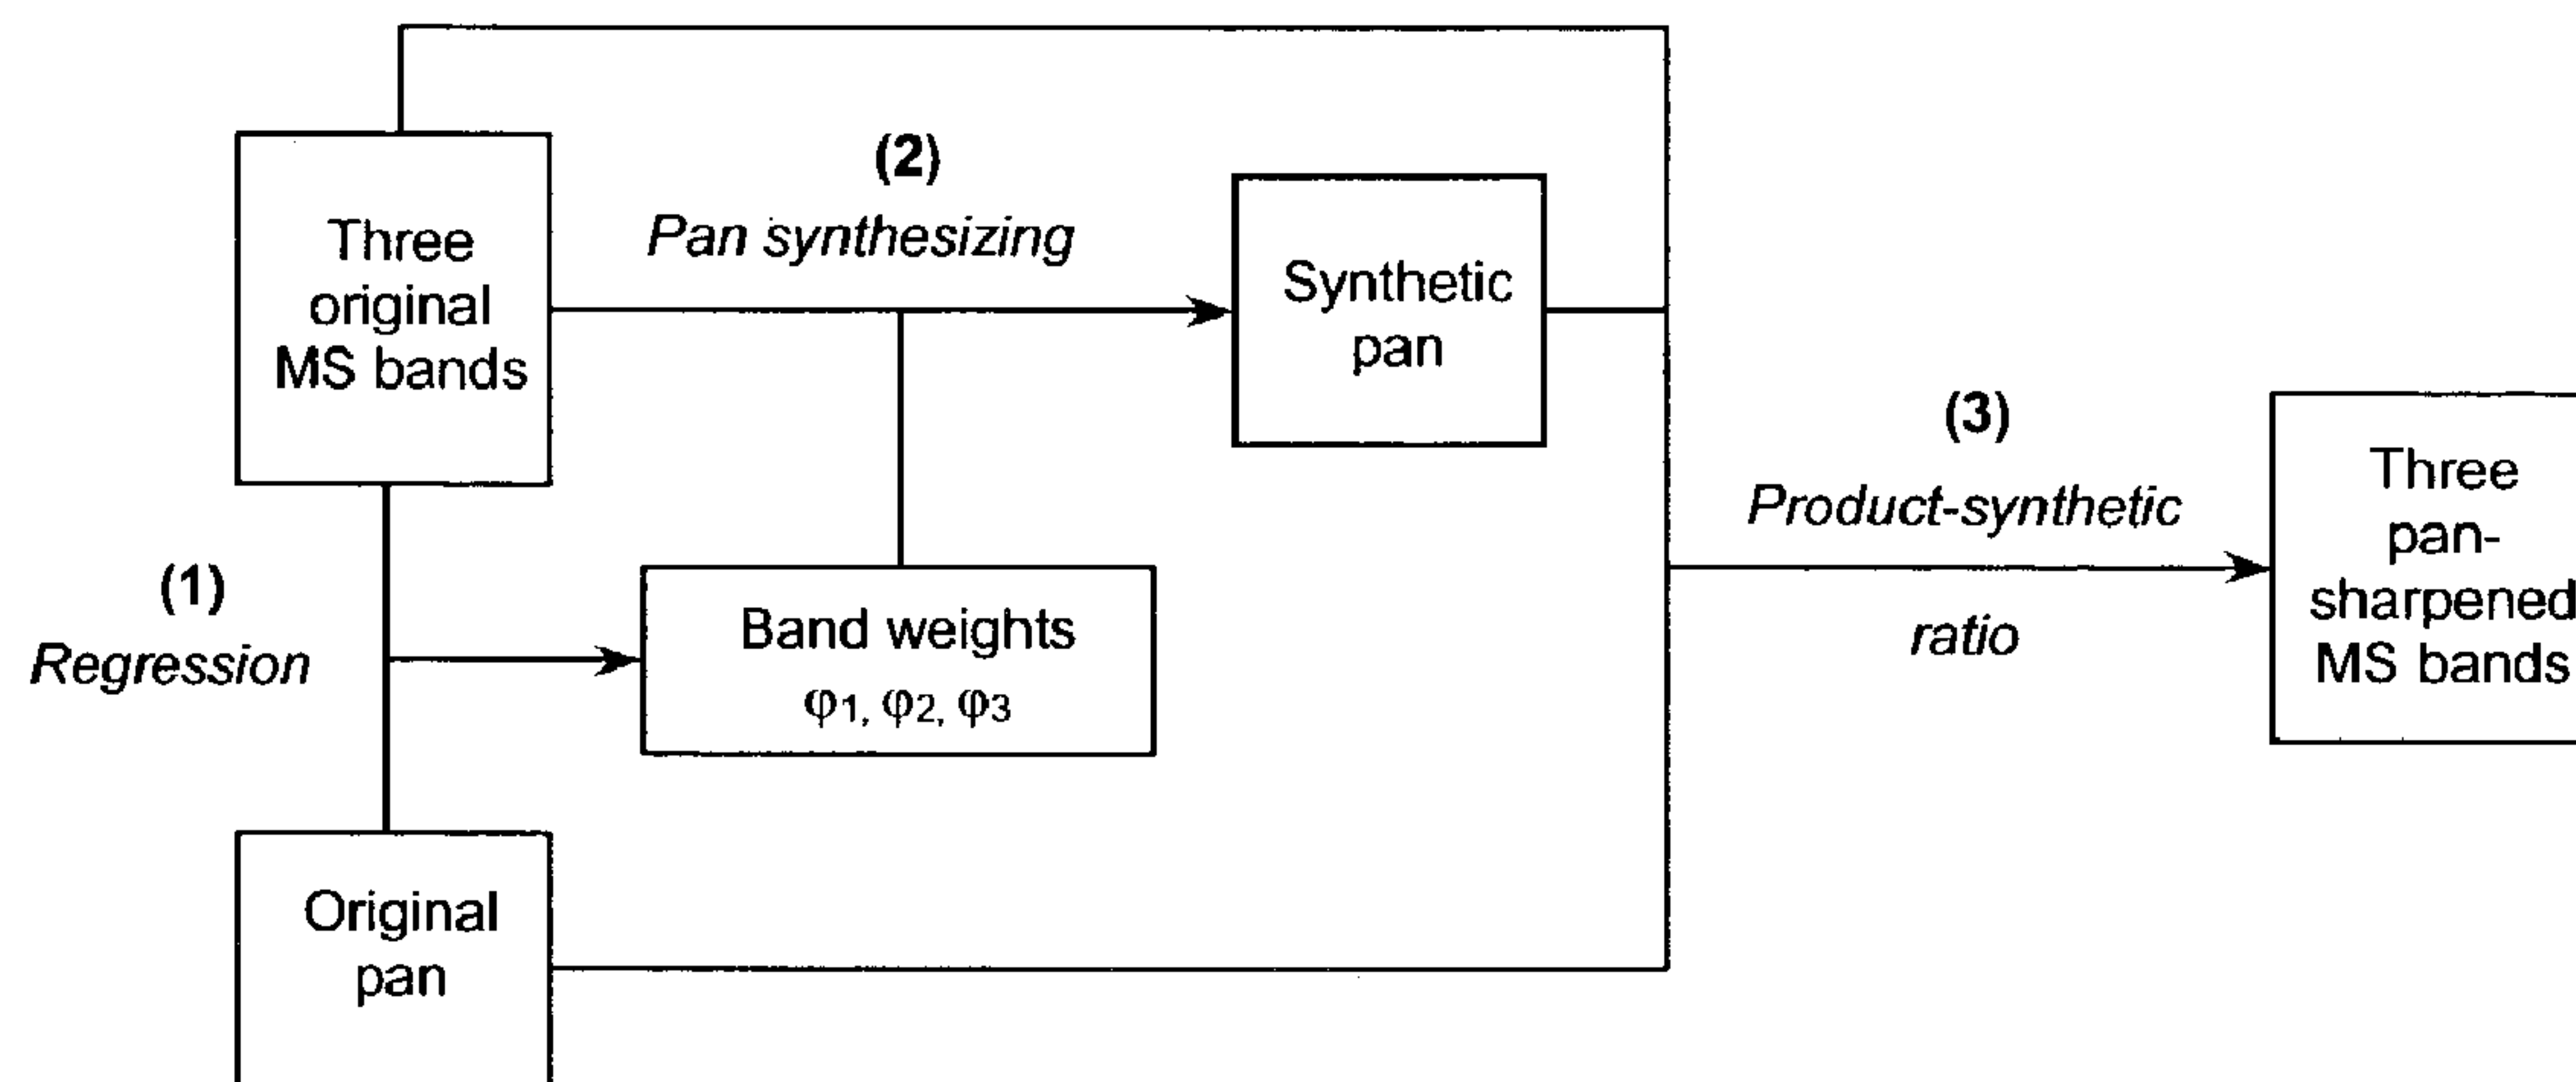 (2)
Pan synthesizing
Three
original
MS bands
Synthetic
pan
(3)
Product-synthetic
ratio
Three
pan-
sharpened
MS bands
(1)
Regression
Band weights
φ1, φ2, φ3
Original
pan